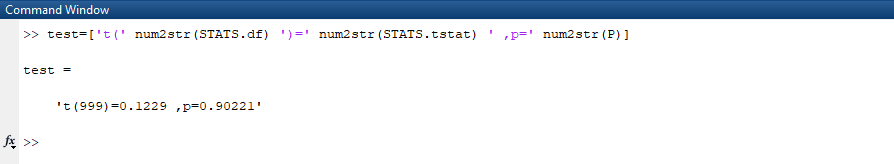 Command Window
>> test=['t(' num2str(STATS.df) ')=' num2str(STATS.tstat) ' ,p=' num2str(P)]
test =
't(999)=0.1229 ,p=0.90221'
fx >>